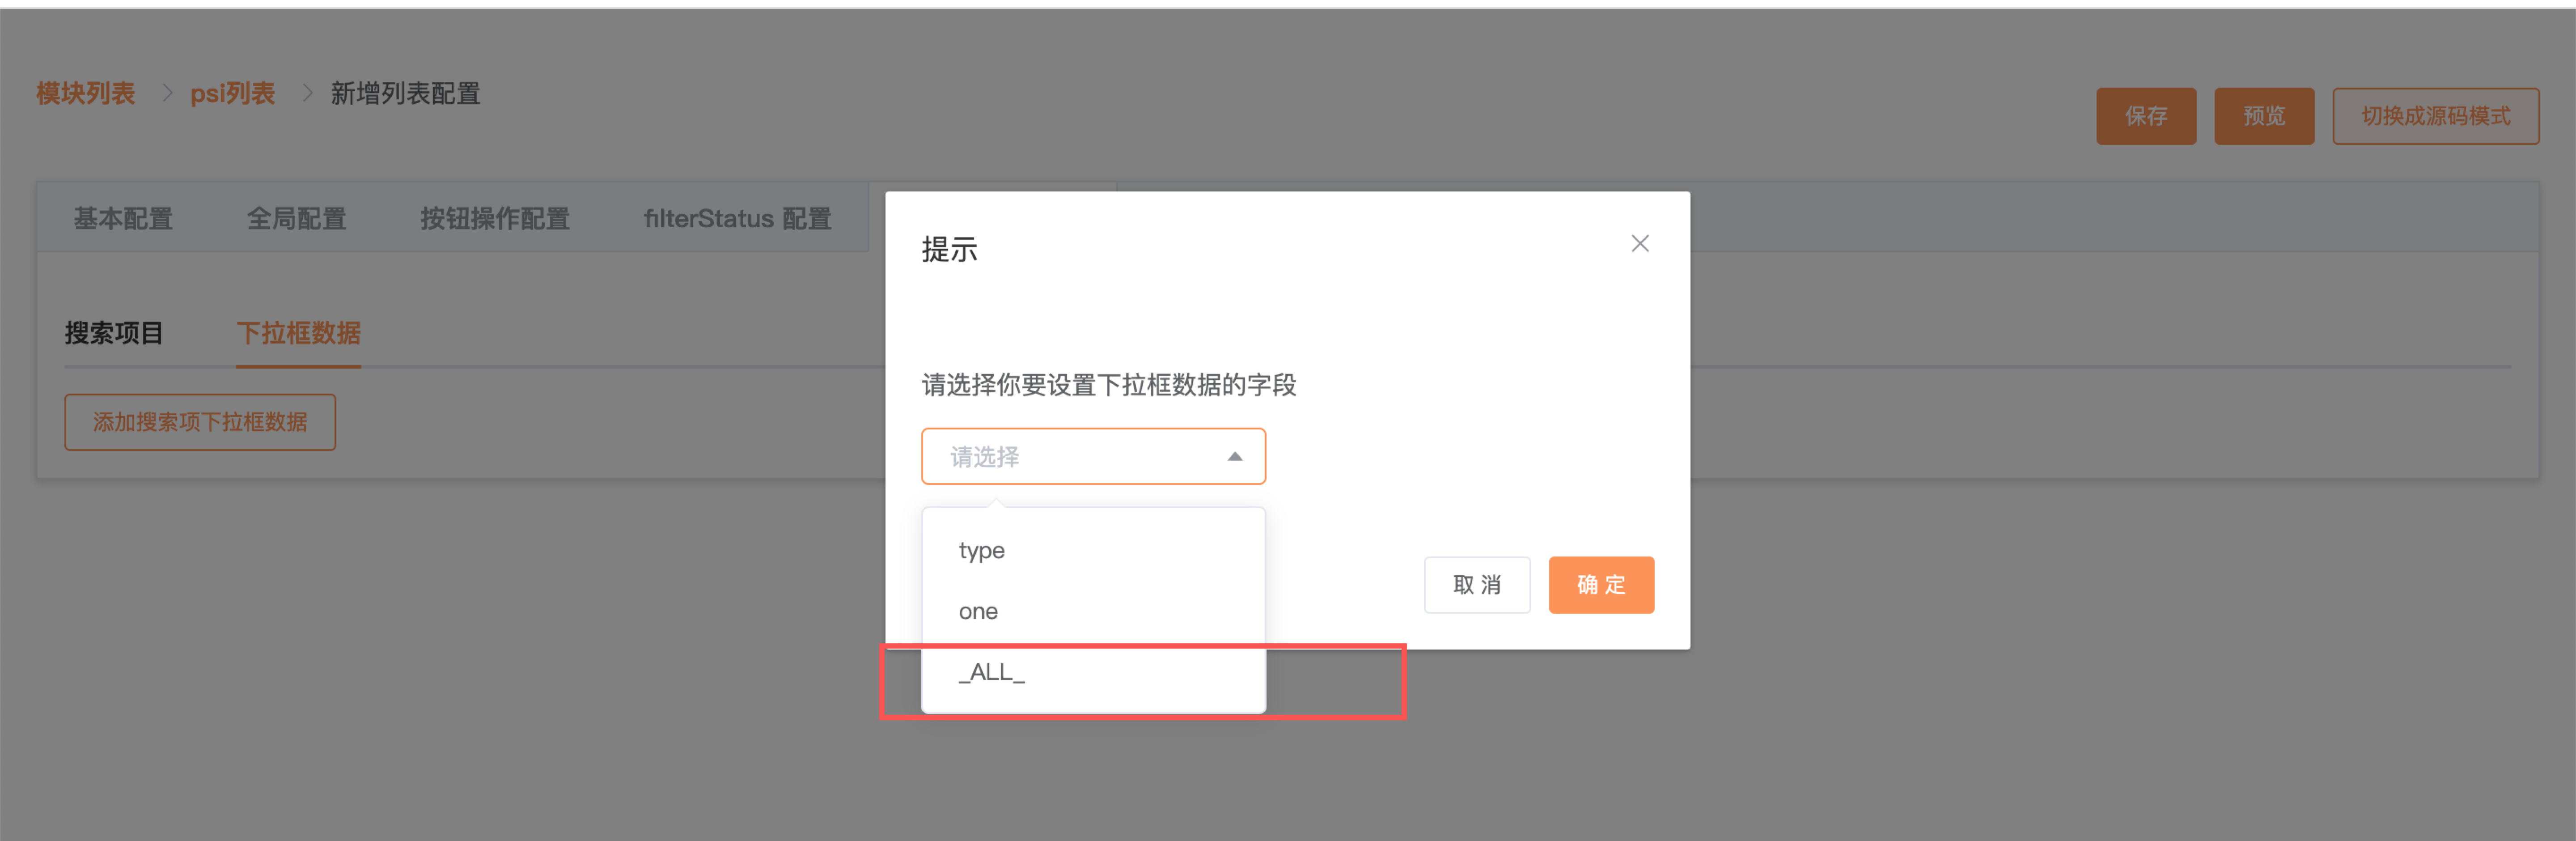 模块列表 > psi列表 > 新增列表配置
保存 预览 切换成源码模式
基本配置 全局配置 按钮操作配置 filterStatus 配置
提示
搜索项目 下拉框数据
请选择你要设置下拉框数据的字段
添加搜索项下拉框数据
请选择
type
one
_ALL_
取 消 确 定